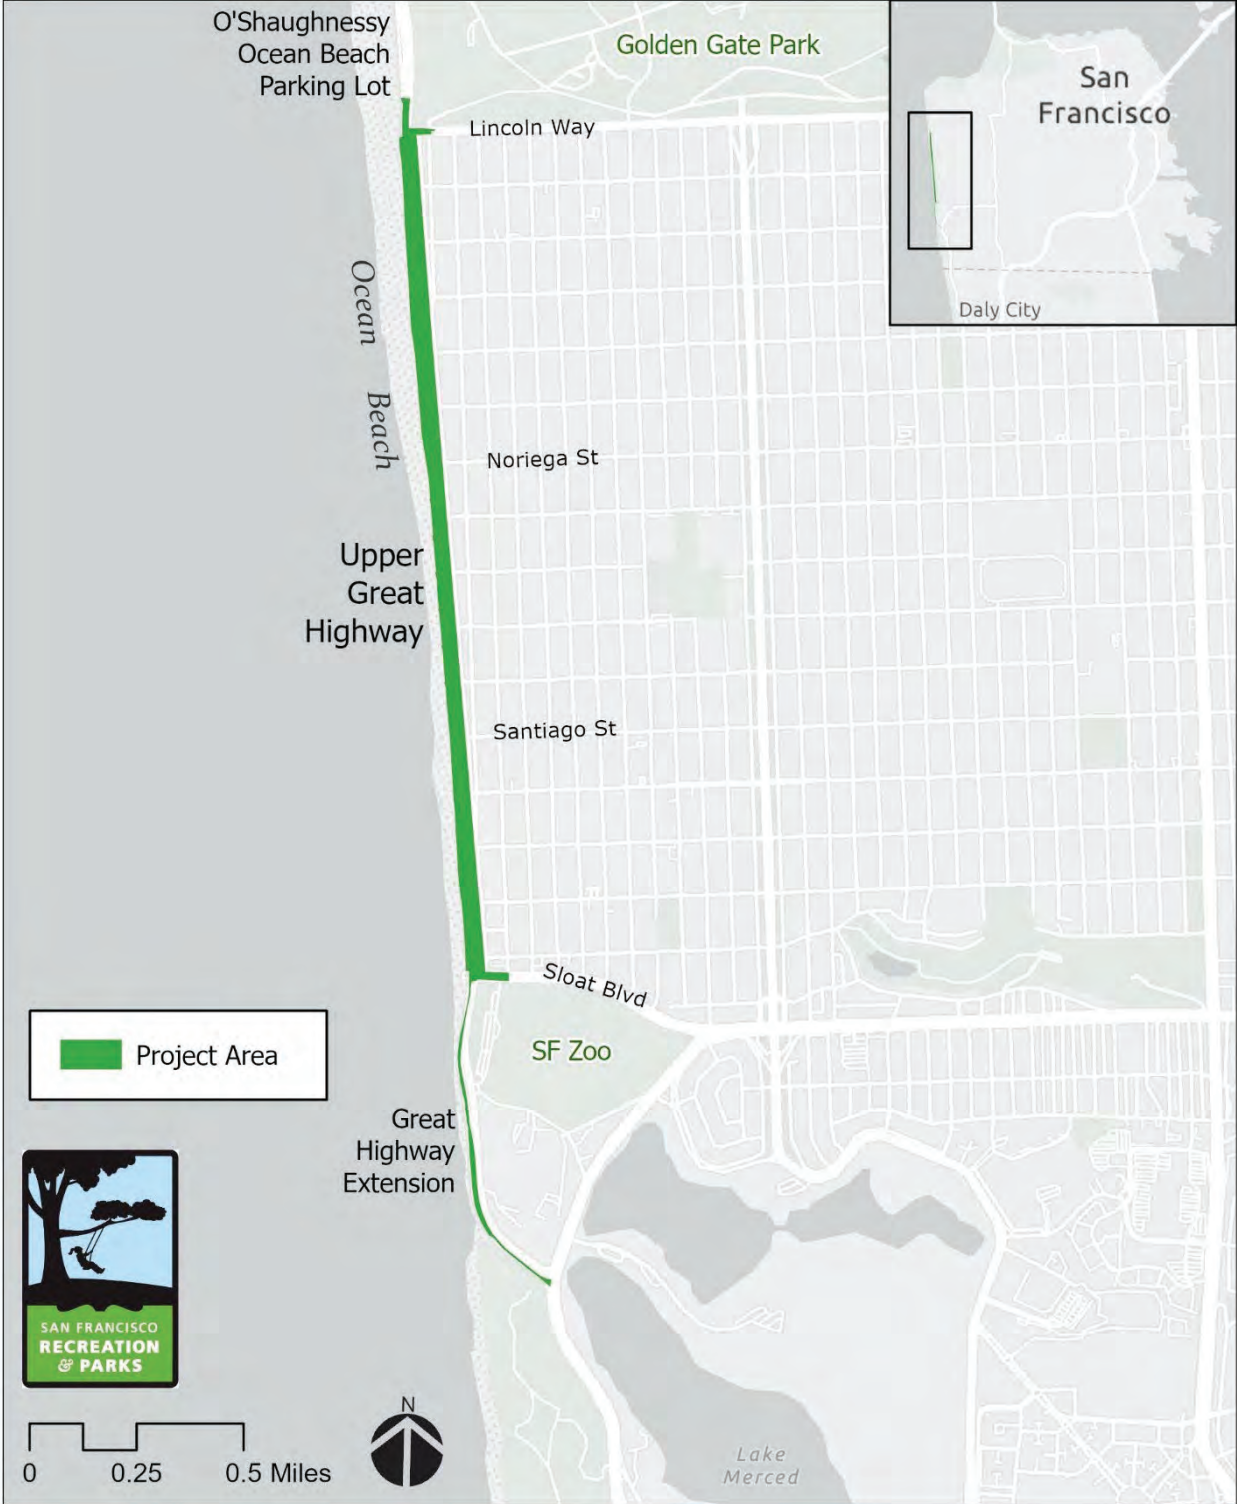 O'Shaughnessy
Ocean Beach
Parking Lot
Golden Gate Park
San
Francisco
Daly City
Lincoln Way
Ocean
Beach
Noriega St
Upper
Great
Highway
Santiago St
Sloat Blvd
SF Zoo
Project Area
Great
Highway
Extension
SAN FRANCISCO
RECREATION
& PARKS
N
0 0.25 0.5 Miles
Lake
Merced